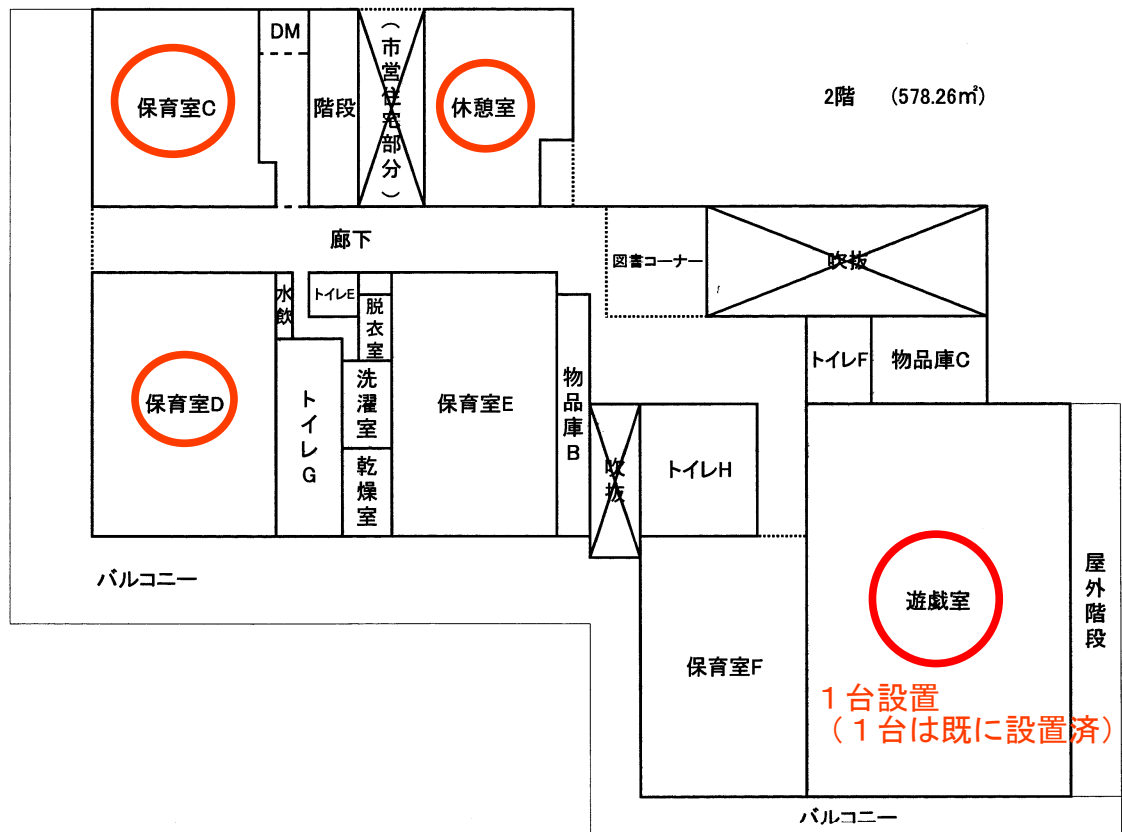 DM
保育室C
階段
（市営住宅部分）
休憩室
2階 (578.26㎡)
廊下
図書コーナー
吹抜
水飲
トイレE
脱衣室
洗濯室
乾燥室
保育室D
トイレG
保育室E
物品庫B
吹抜
トイレH
トイレF
物品庫C
バルコニー
遊戯室
屋外階段
保育室F
１台設置
（１台は既に設置済）
バルコニー